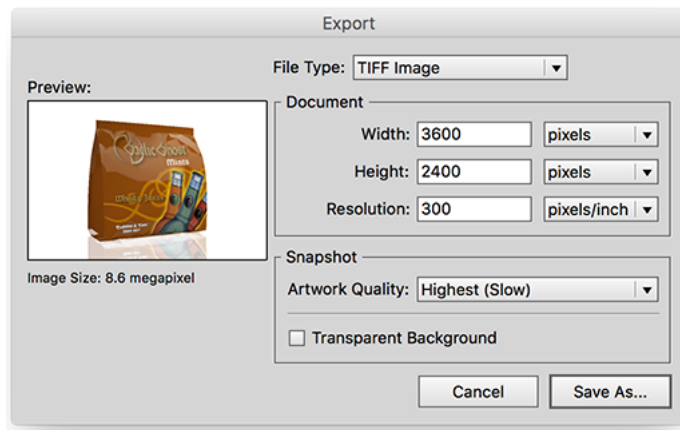 Export
File Type: TIFF Image
Preview:
Document
Width: 3600 pixels
Height: 2400 pixels
Resolution: 300 pixels/inch
Mints
Image Size: 8.6 megapixel
Snapshot
Artwork Quality: Highest (Slow)
Transparent Background
Cancel
Save As...